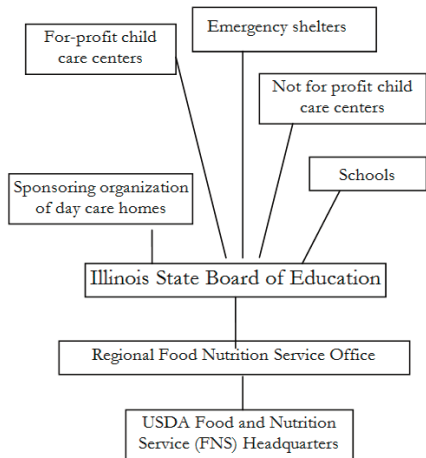 Emergency shelters
For-profit child
care centers
Not for profit child
care centers
Schools
Sponsoring organization
of day care homes
Illinois State Board of Education
Regional Food Nutrition Service Office
USDA Food and Nutrition
Service (FNS) Headquarters